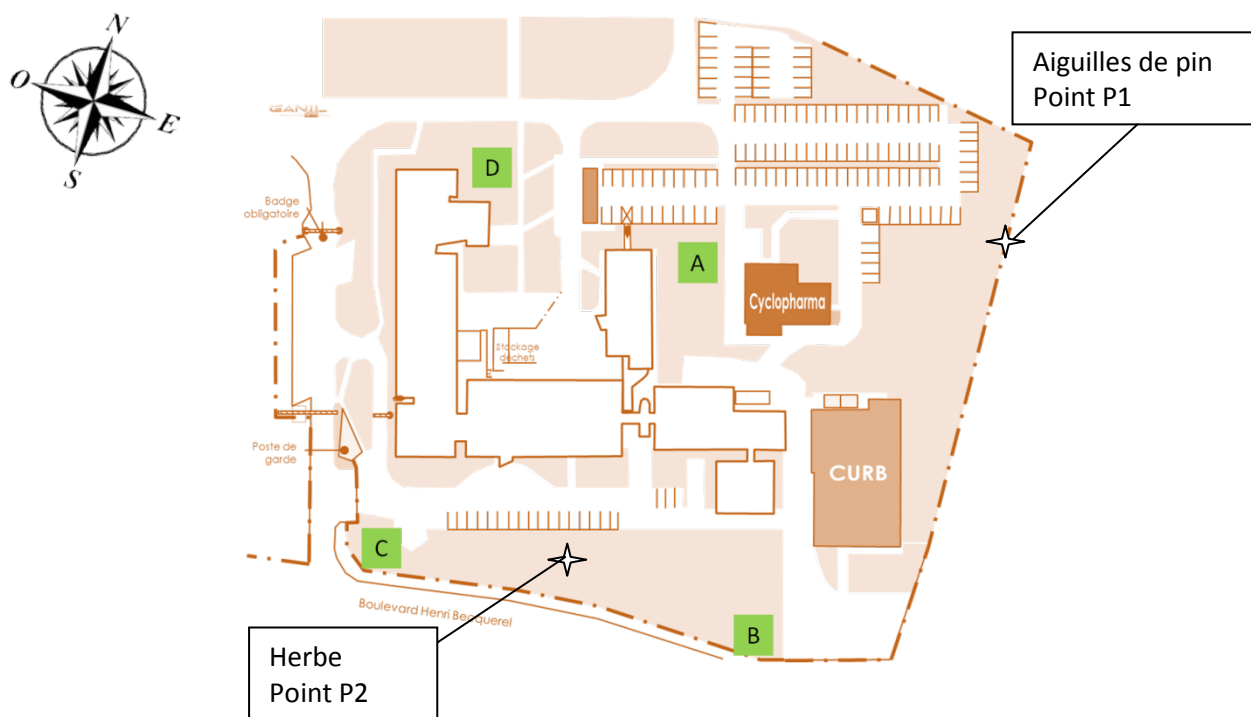 N
O
E
S
GANIL
Aiguilles de pin
Point P1
D
Badge
obligatoire
A
Cyclopharma
Stockage
déchets
Poste de
garde
CURB
C
Boulevard Henri Becquerel
B
Herbe
Point P2